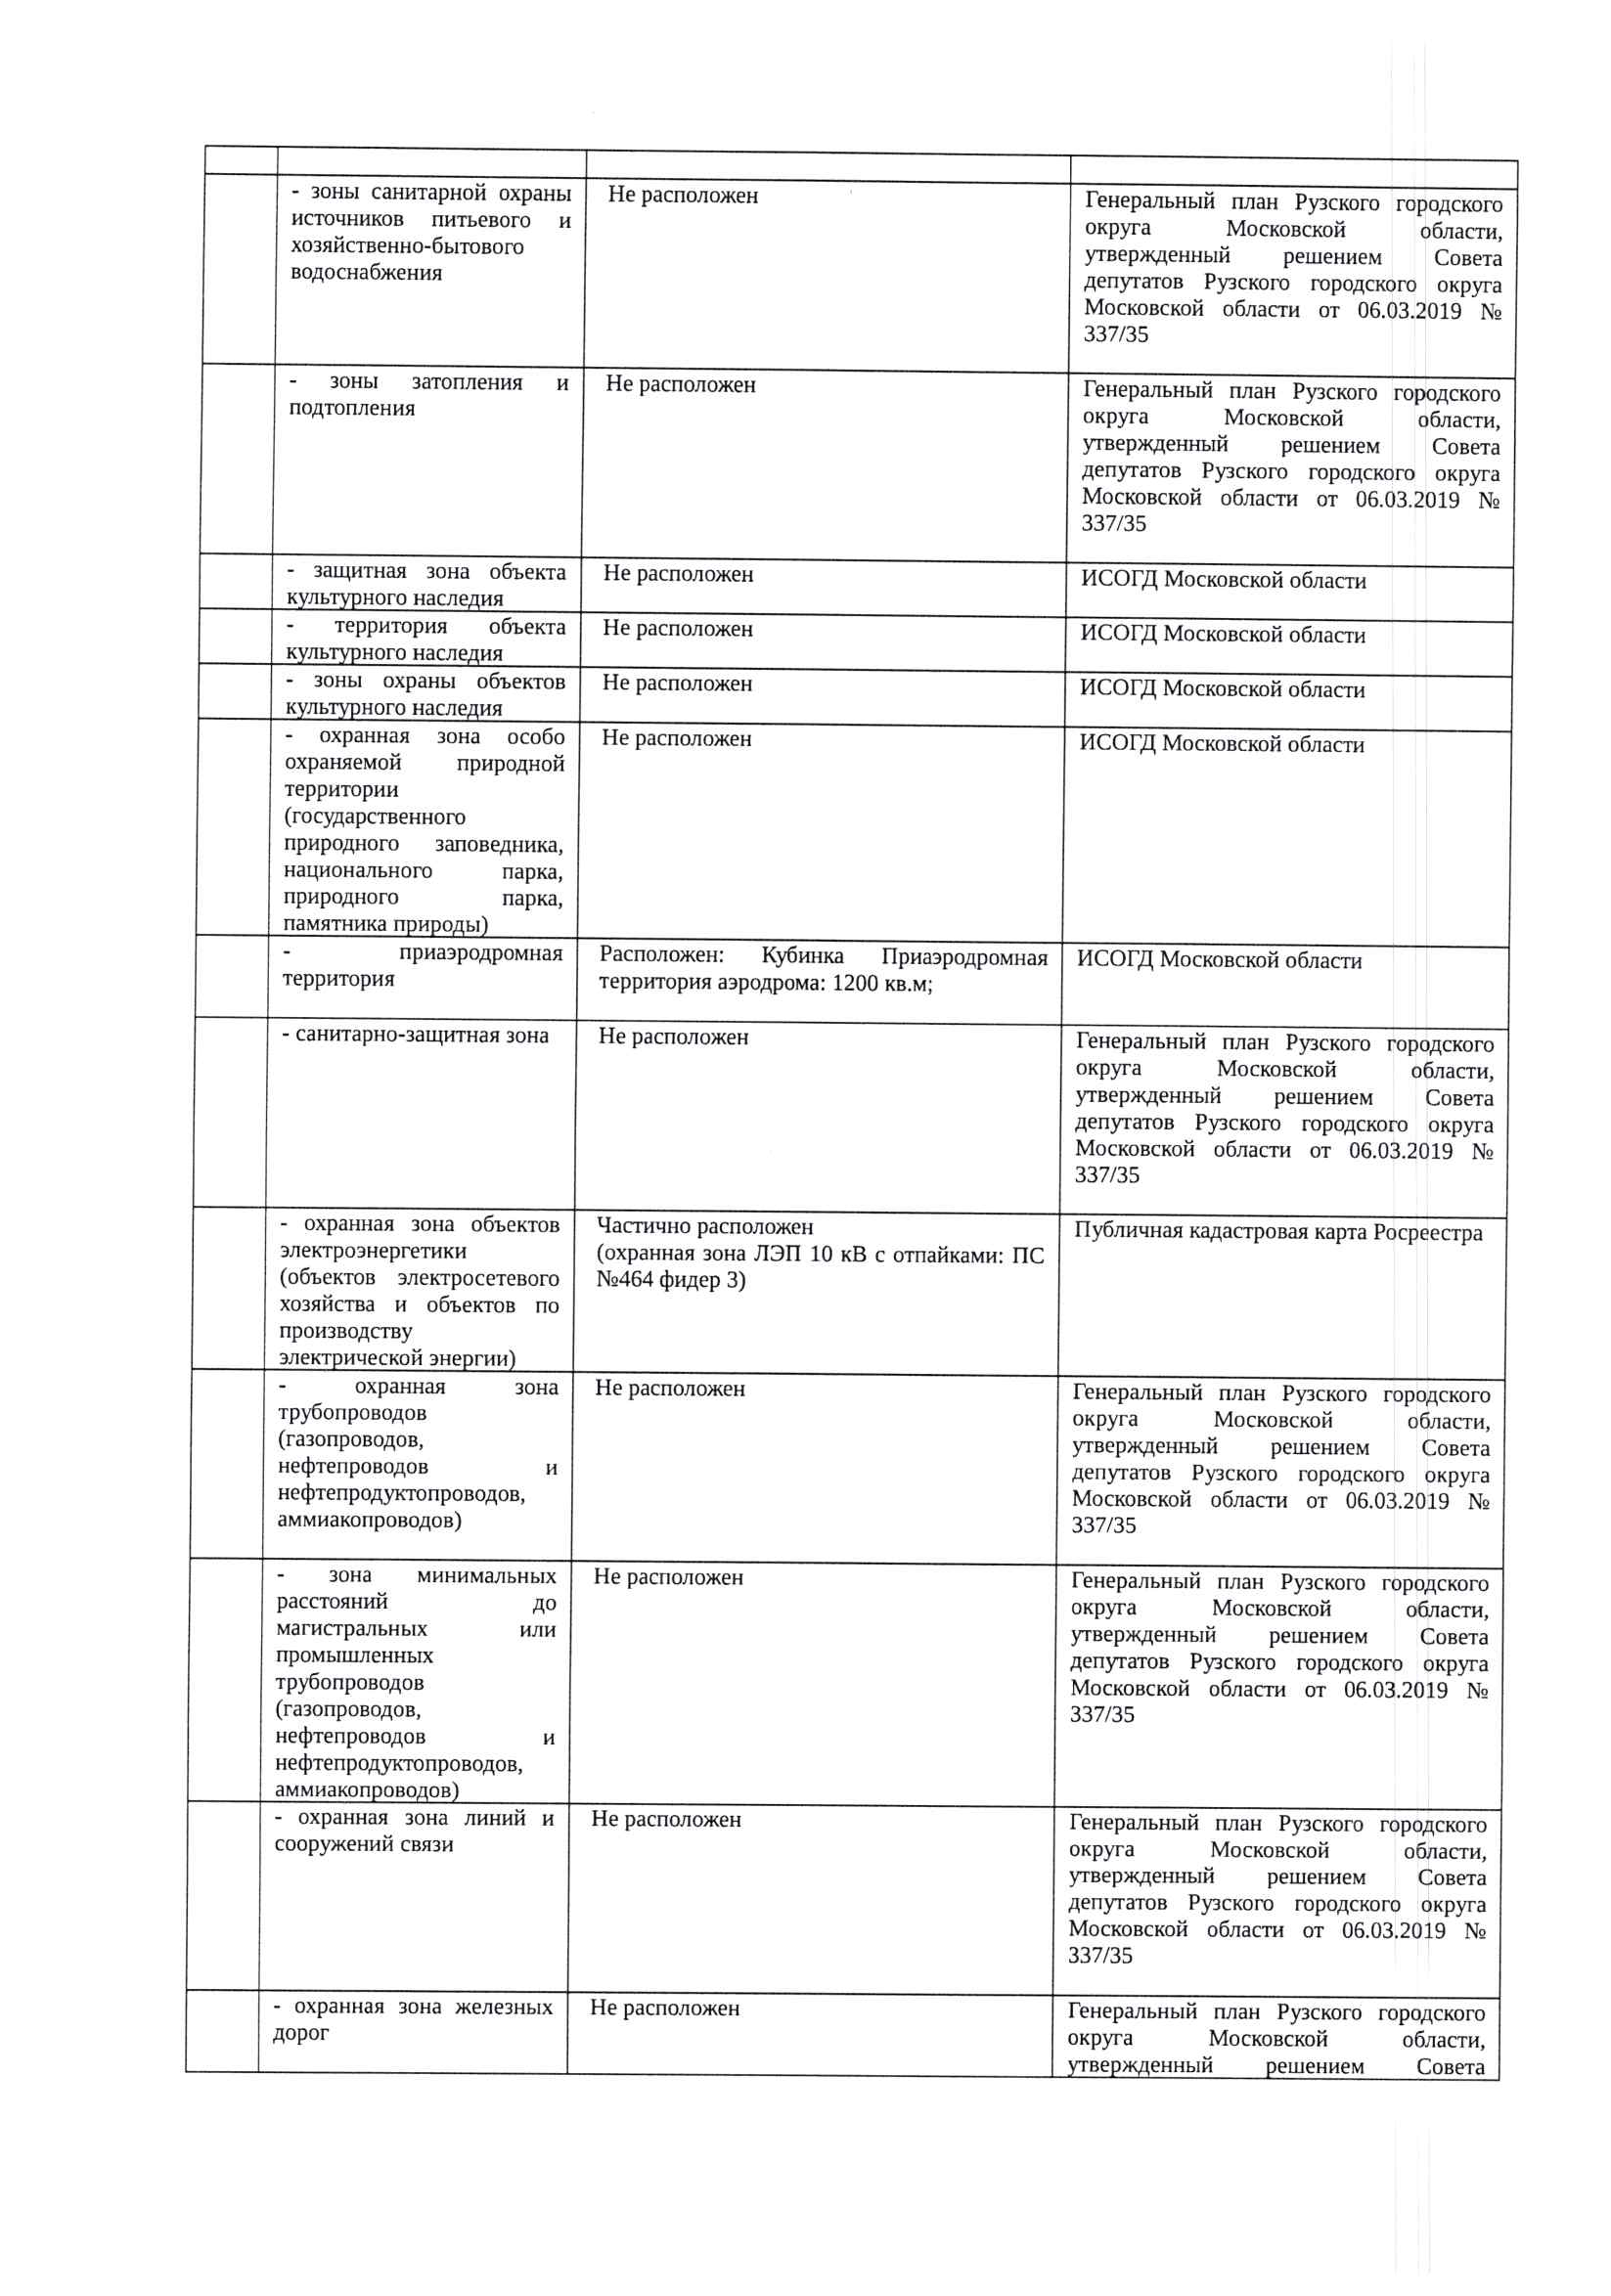 - зоны санитарной охраны
источников питьевого и
хозяйственно-бытового
водоснабжения
Не расположен
Генеральный план Рузского городского
округа Московской области,
утвержденный решением Совета
депутатов Рузского городского округа
Московской области от 06.03.2019 №
337/35
- зоны затопления и
подтопления
Не расположен
Генеральный план Рузского городского
округа Московской области,
утвержденный решением Совета
депутатов Рузского городского округа
Московской области от 06.03.2019 №
337/35
- защитная зона объекта
культурного наследия
Не расположен
ИСОГД Московской области
- территория объекта
культурного наследия
Не расположен
ИСОГД Московской области
- зоны охраны объектов
культурного наследия
Не расположен
ИСОГД Московской области
- охранная зона особо
охраняемой природной
территории
(государственного
природного заповедника,
национального парка,
природного парка,
памятника природы)
Не расположен
ИСОГД Московской области
- приаэродромная
территория
Расположен: Кубинка Приаэродромная
территория аэродрома: 1200 кв.м;
ИСОГД Московской области
- санитарно-защитная зона
Не расположен
Генеральный план Рузского городского
округа Московской области,
утвержденный решением Совета
депутатов Рузского городского округа
Московской области от 06.03.2019 №
337/35
- охранная зона объектов
электроэнергетики
(объектов электросетевого
хозяйства и объектов по
производству
электрической энергии)
Частично расположен
(охранная зона ЛЭП 10 кВ с отпайками: ПС
№464 фидер 3)
Публичная кадастровая карта Росреестра
- охранная зона
трубопроводов
(газопроводов,
нефтепроводов и
нефтепродуктопроводов,
аммиакопроводов)
Не расположен
Генеральный план Рузского городского
округа Московской области,
утвержденный решением Совета
депутатов Рузского городского округа
Московской области от 06.03.2019 №
337/35
- зона минимальных
расстояний до
магистральных или
промышленных
трубопроводов
(газопроводов,
нефтепроводов и
нефтепродуктопроводов,
аммиакопроводов)
Не расположен
Генеральный план Рузского городского
округа Московской области,
утвержденный решением Совета
депутатов Рузского городского округа
Московской области от 06.03.2019 №
337/35
- охранная зона линий и
сооружений связи
Не расположен
Генеральный план Рузского городского
округа Московской области,
утвержденный решением Совета
депутатов Рузского городского округа
Московской области от 06.03.2019 №
337/35
- охранная зона железных
дорог
Не расположен
Генеральный план Рузского городского
округа Московской области,
утвержденный решением Совета